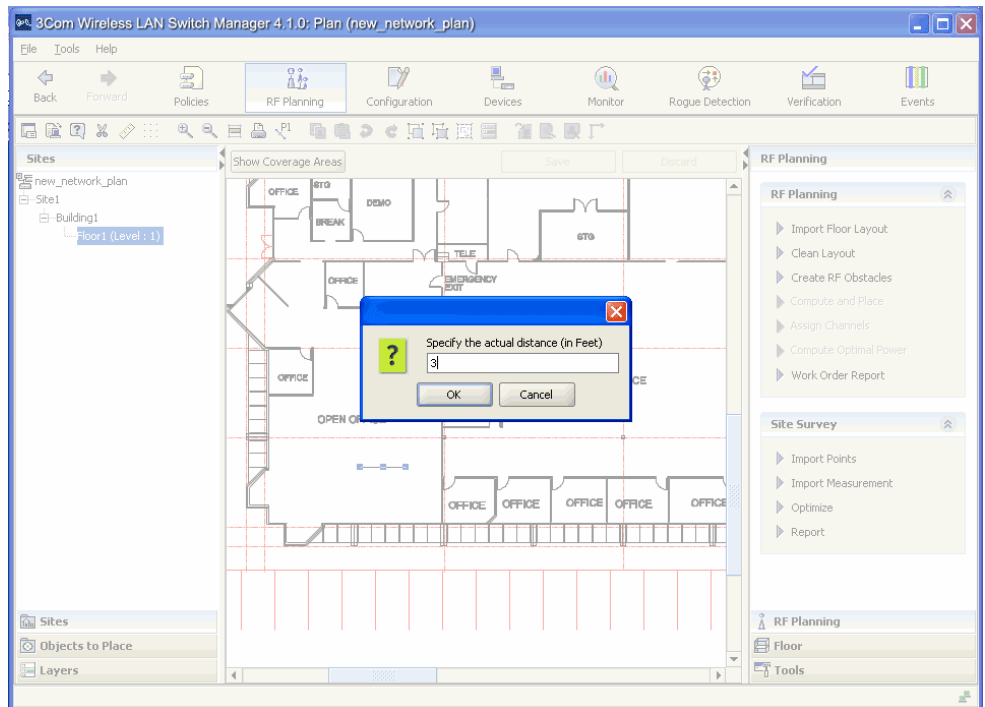 3Com Wireless LAN Switch Manager 4.1.0: Plan (new_network_plan)
File Tools Help
Back Forward Policies RF Planning Configuration Devices Monitor Rogue Detection Verification Events
Sites
new_network_plan
Site1
Building1
Floor1 (Level : 1)
Sites
Objects to Place
Layers
Show Coverage Areas Save Discard
OFFICE STG DEMO
BREAK
STG
TELE
OFFICE EMERGENCY
EXIT
Specify the actual distance (in Feet)
3
OK Cancel
OFFICE
OPEN
OFFICE OFFICE OFFICE OFFICE OFFICE
RF Planning
RF Planning
Import Floor Layout
Clean Layout
Create RF Obstacles
Compute and Place
Assign Channels
Compute Optimal Power
Work Order Report
Site Survey
Import Points
Import Measurement
Optimize
Report
RF Planning
Floor
Tools